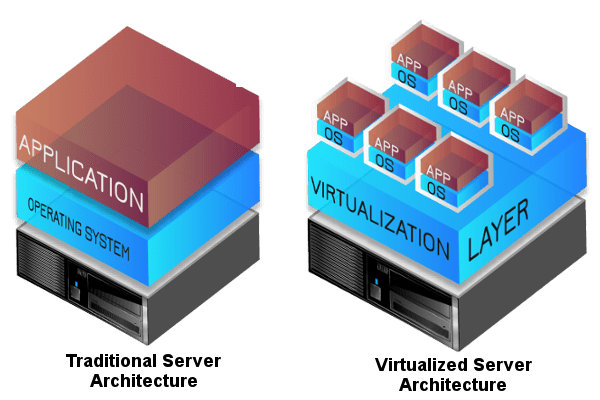 APPLICATION
OPERATING SYSTEM
Traditional Server
Architecture
APP
OS
APP
OS
APP
OS
APP
OS
APP
OS
APP
OS
VIRTUALIZATION
LAYER
Virtualized Server
Architecture